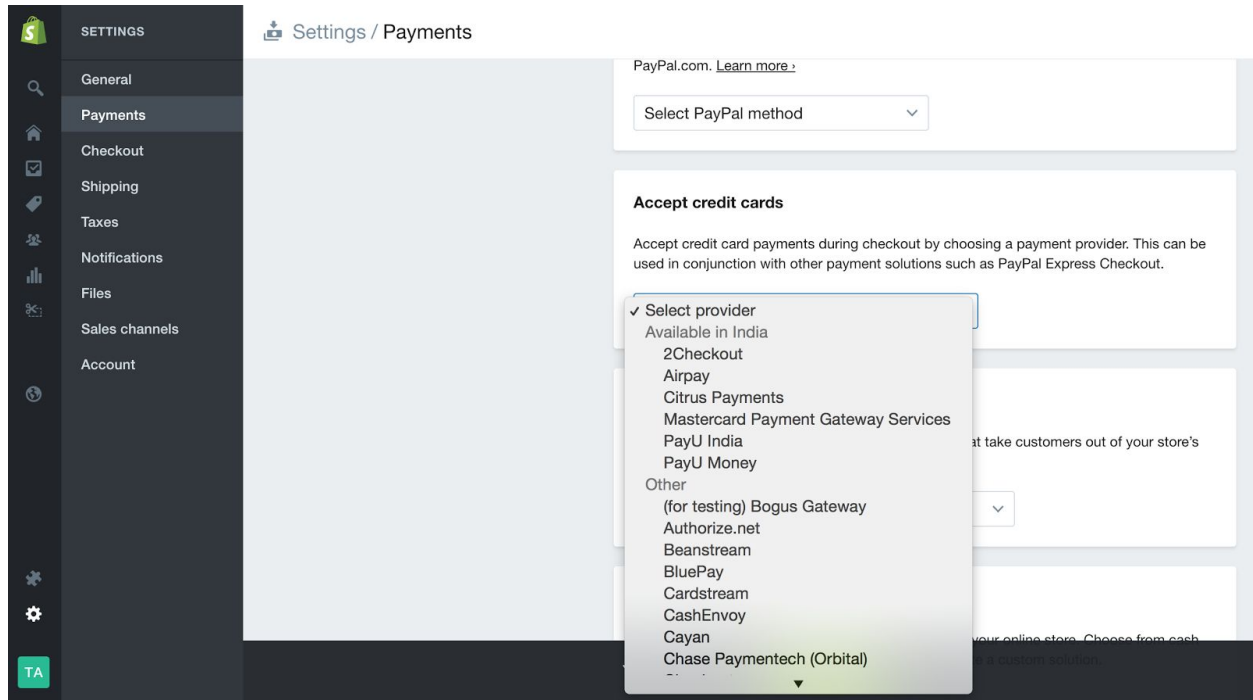 SETTINGS
Settings / Payments
General
Payments
Checkout
Shipping
Taxes
Notifications
Files
Sales channels
Account
TA
PayPal.com. Learn more ›
Select PayPal method
Accept credit cards
Accept credit card payments during checkout by choosing a payment provider. This can be
used in conjunction with other payment solutions such as PayPal Express Checkout.
✓ Select provider
Available in India
2Checkout
Airpay
Citrus Payments
Mastercard Payment Gateway Services
PayU India
PayU Money
Other
(for testing) Bogus Gateway
Authorize.net
Beanstream
BluePay
Cardstream
CashEnvoy
Cayan
Chase Paymentech (Orbital)
at take customers out of your store's
your online store. Choose from cash
e a custom solution.